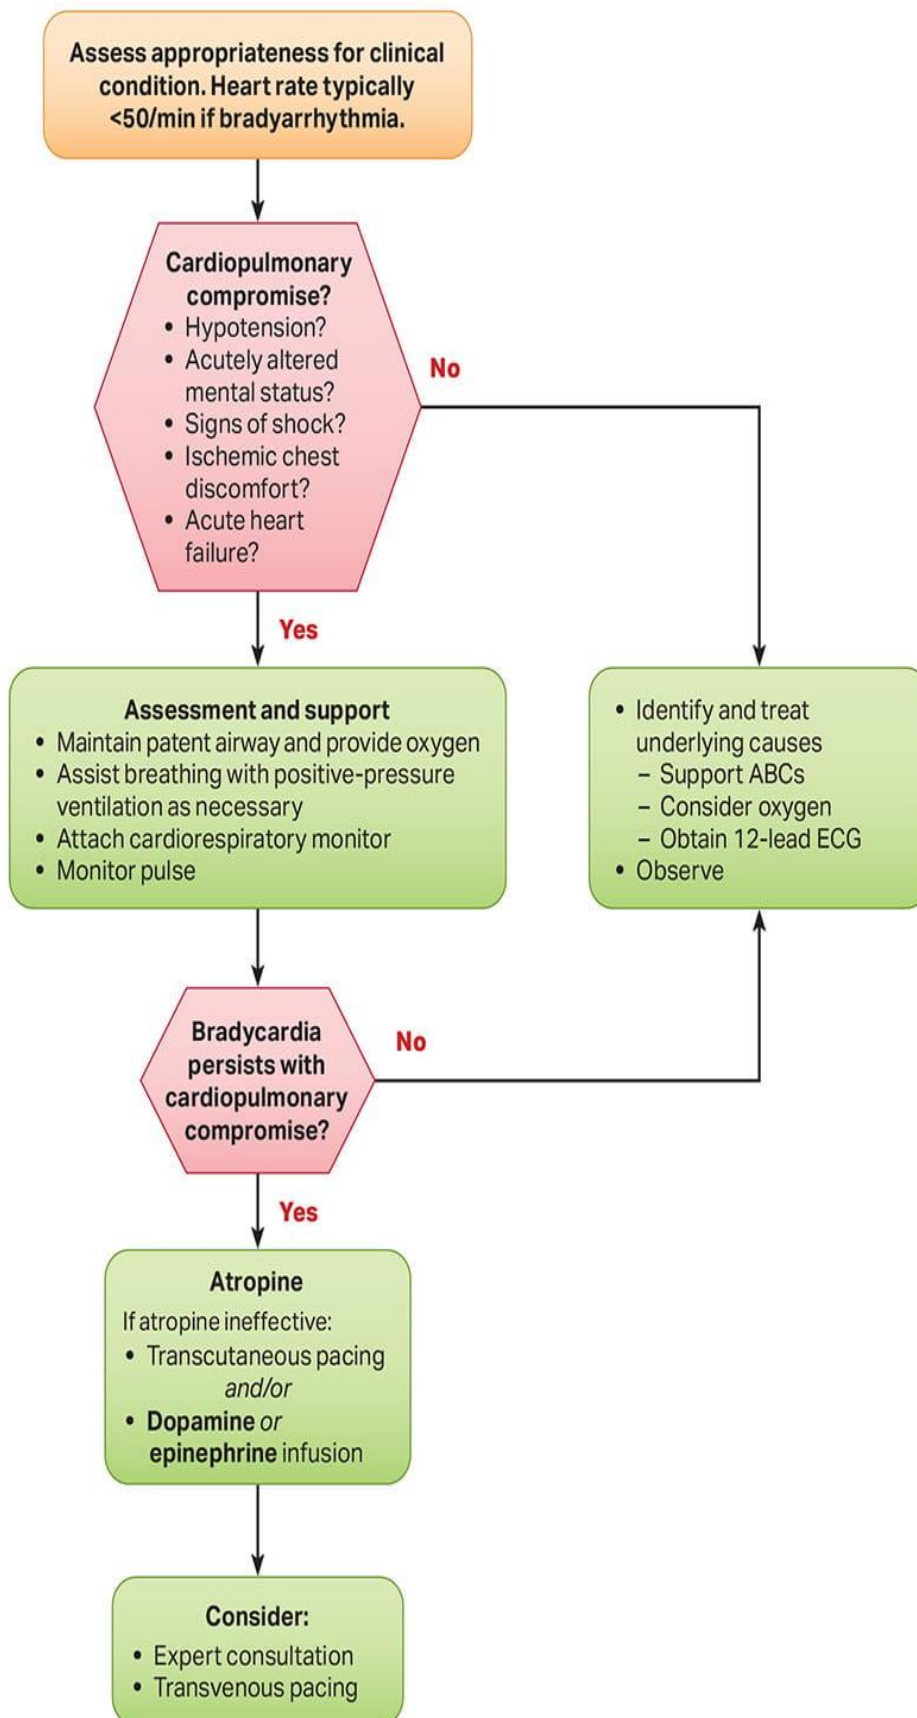 Assess appropriateness for clinical
condition. Heart rate typically
<50/min if bradyarrhythmia.
Cardiopulmonary
compromise?
• Hypotension?
• Acutely altered
mental status?
• Signs of shock?
• Ischemic chest
discomfort?
• Acute heart
failure?
No
Yes
Assessment and support
• Maintain patent airway and provide oxygen
• Assist breathing with positive-pressure
ventilation as necessary
• Attach cardiorespiratory monitor
• Monitor pulse
• Identify and treat
underlying causes
– Support ABCs
– Consider oxygen
– Obtain 12-lead ECG
• Observe
Bradycardia
persists with
cardiopulmonary
compromise?
No
Yes
Atropine
If atropine ineffective:
• Transcutaneous pacing
and/or
• Dopamine or
epinephrine infusion
Consider:
• Expert consultation
• Transvenous pacing